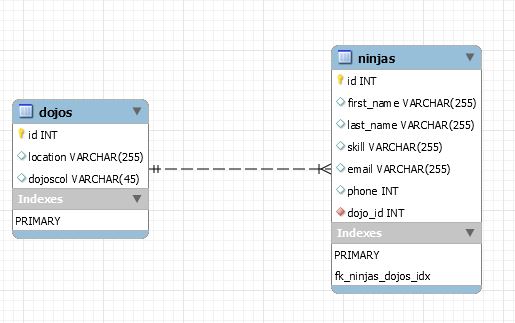 dojos
id INT
location VARCHAR(255)
dojoscol VARCHAR(45)
Indexes
PRIMARY
ninjas
id INT
first_name VARCHAR(255)
last_name VARCHAR(255)
skill VARCHAR(255)
email VARCHAR(255)
phone INT
dojo_id INT
Indexes
PRIMARY
fk_ninjas_dojos_idx